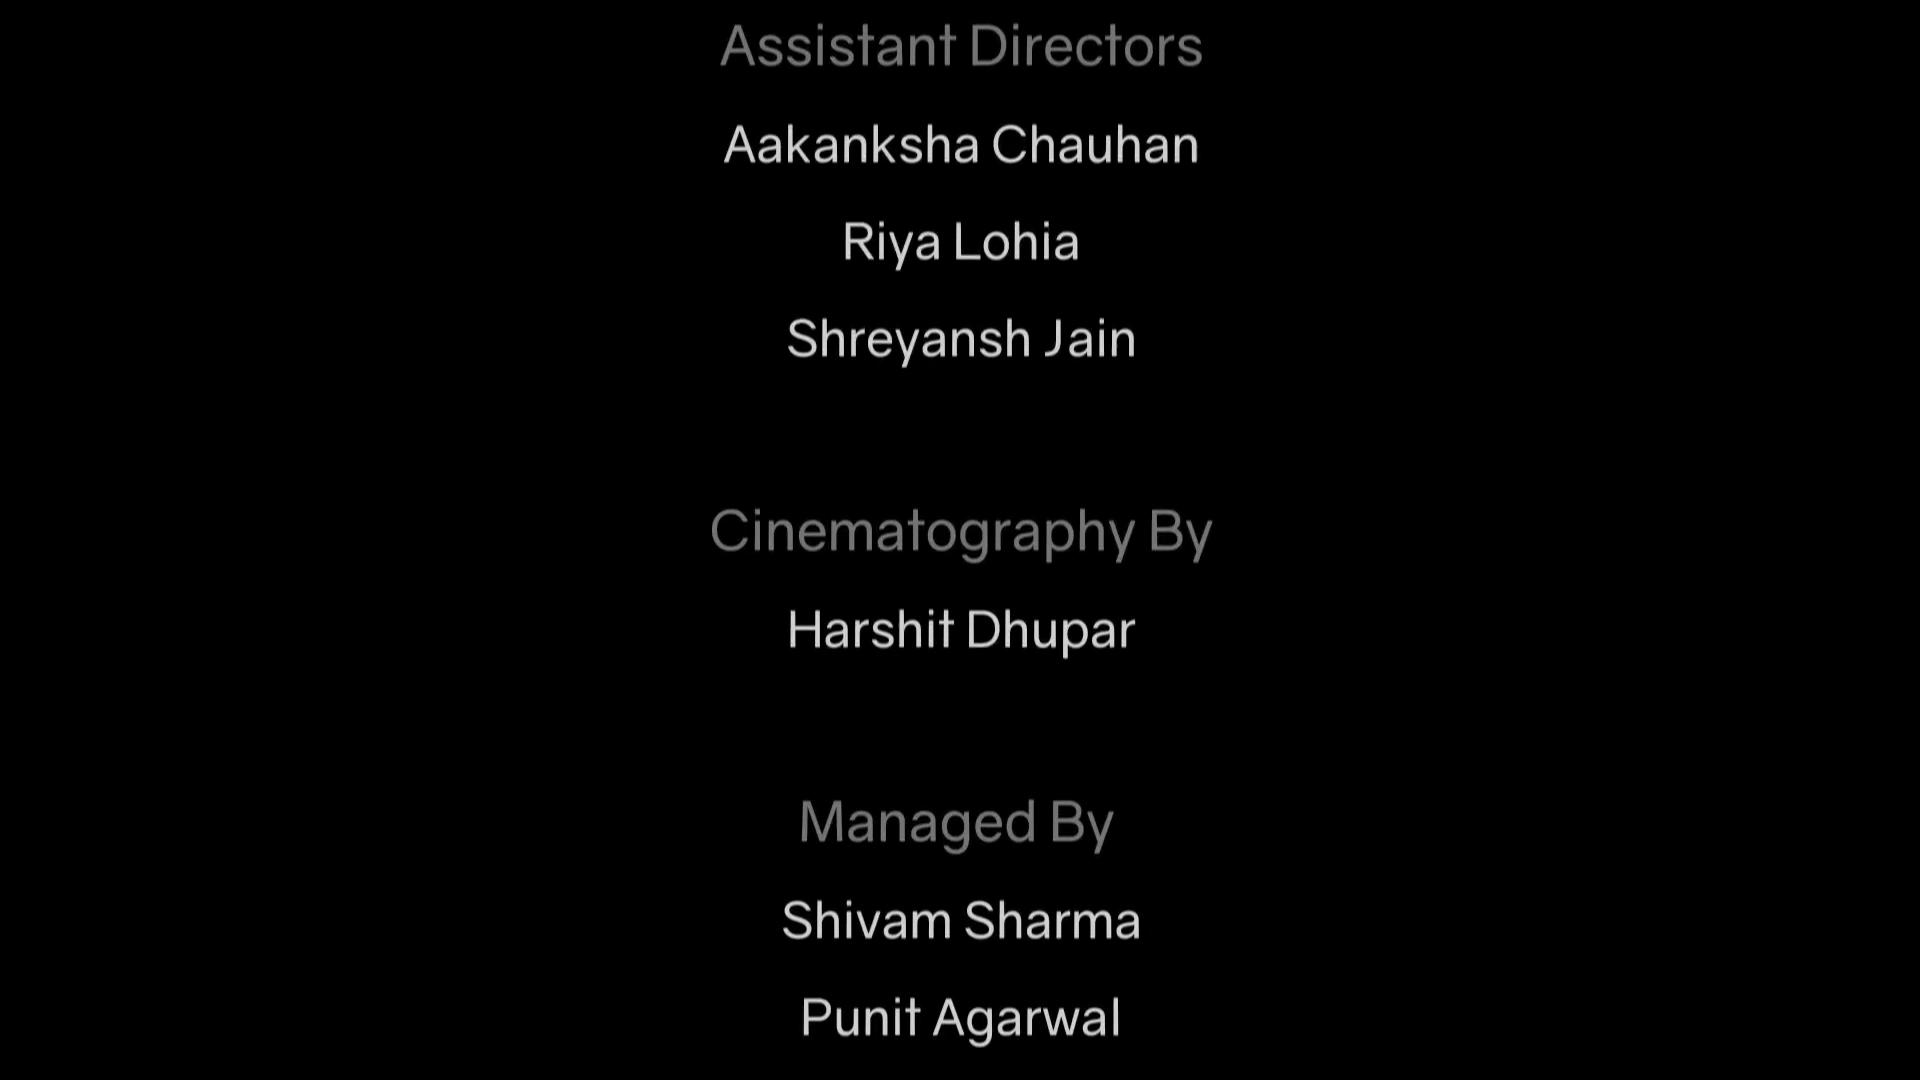 Assistant Directors
Aakanksha Chauhan
Riya Lohia
Shreyansh Jain
Cinematography By
Harshit Dhupar
Managed By
Shivam Sharma
Punit Agarwal